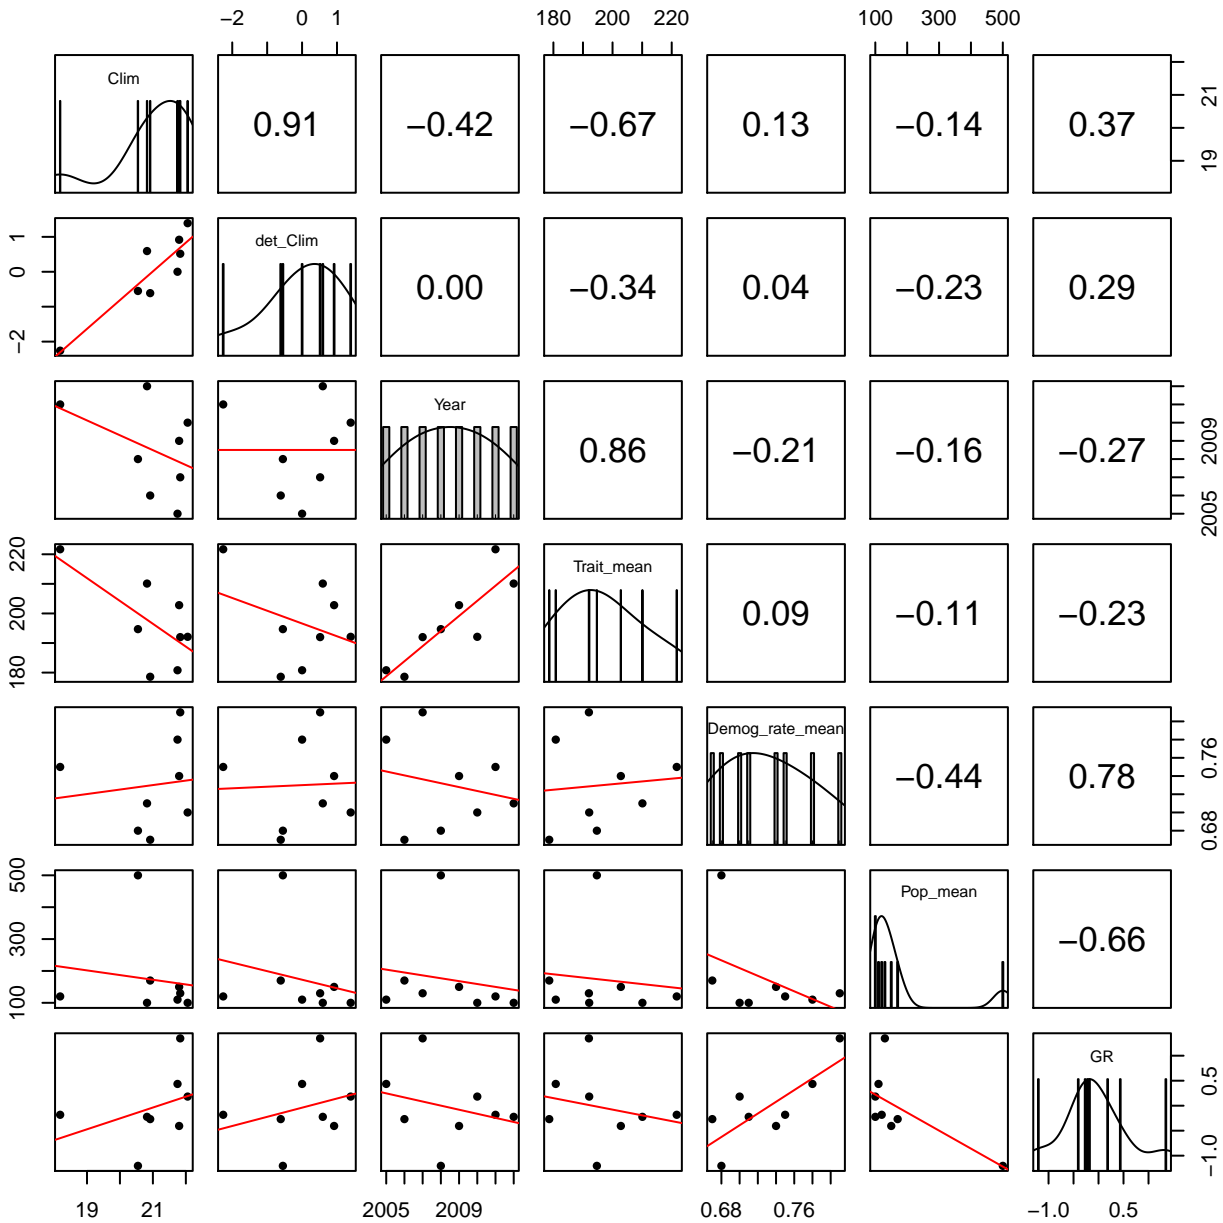 −2 0 1 180 200 220 100 300 500
Clim 0.91 −0.42 −0.67 0.13 −0.14 0.37 19 21
−2 0 1 det_Clim 0.00 −0.34 0.04 −0.23 0.29
Year 0.86 −0.21 −0.16 −0.27 2005 2009
180 200 220 Trait_mean 0.09 −0.11 −0.23
Demog_rate_mean −0.44 0.78 0.68 0.76
100 300 500 Pop_mean −0.66
GR −1.0 0.5
19 21 2005 2009 0.68 0.76 −1.0 0.5